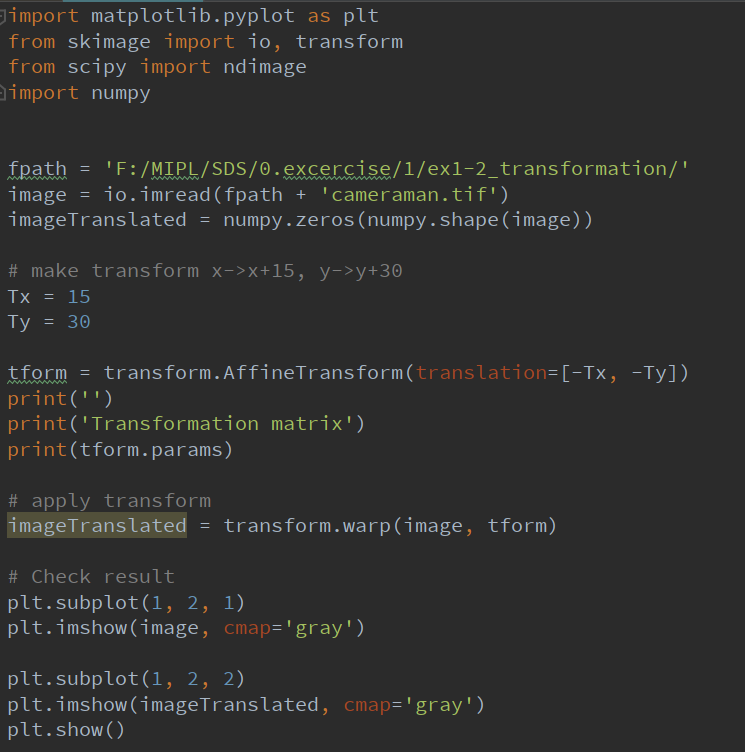 import matplotlib.pyplot as plt
from skimage import io, transform
from scipy import ndimage
import numpy
fpath = 'F:/MIPL/SDS/0.excercise/1/ex1-2_transformation/'
image = io.imread(fpath + 'cameraman.tif')
imageTranslated = numpy.zeros(numpy.shape(image))
# make transform x->x+15, y->y+30
Tx = 15
Ty = 30
tform = transform.AffineTransform(translation=[-Tx, -Ty])
print('')
print('Transformation matrix')
print(tform.params)
# apply transform
imageTranslated = transform.warp(image, tform)
# Check result
plt.subplot(1, 2, 1)
plt.imshow(image, cmap='gray')
plt.subplot(1, 2, 2)
plt.imshow(imageTranslated, cmap='gray')
plt.show()